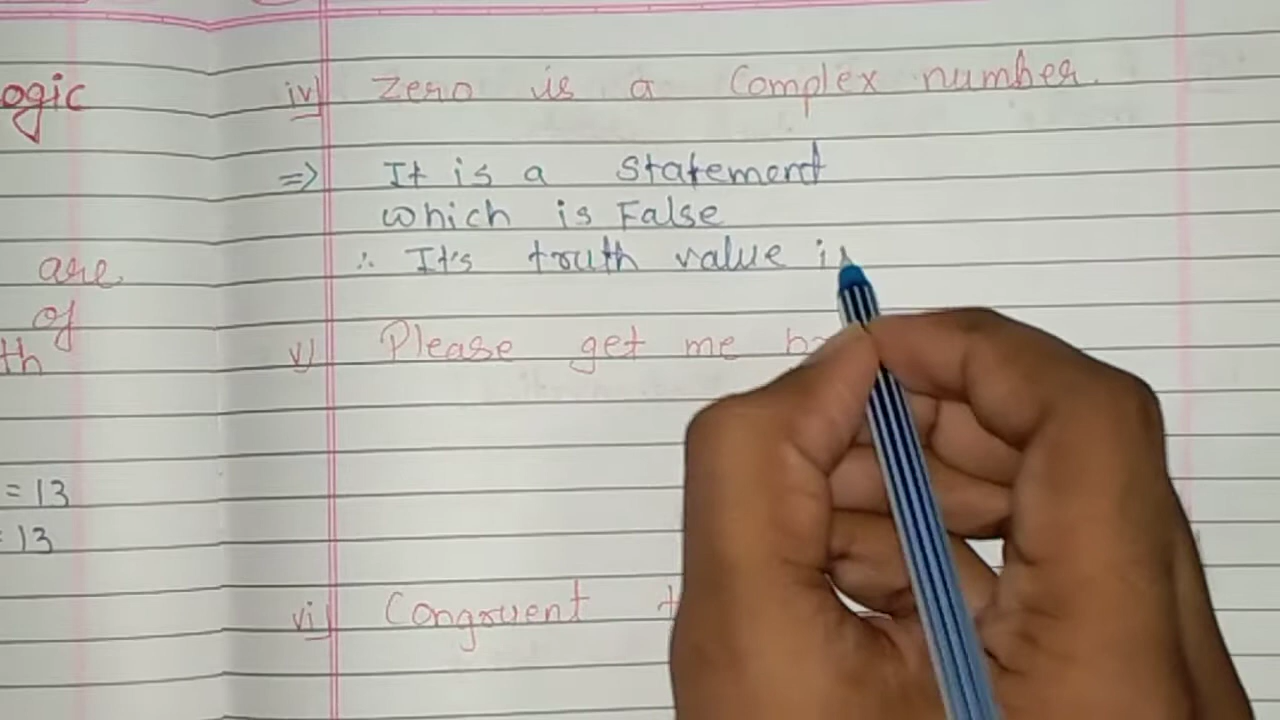 ogic
are
of
th
= 13
= 13
iv) Zero is a Complex number.
=> It is a Statement
which is False
∴ It's truth value is
v) Please get me
vi) Congruent